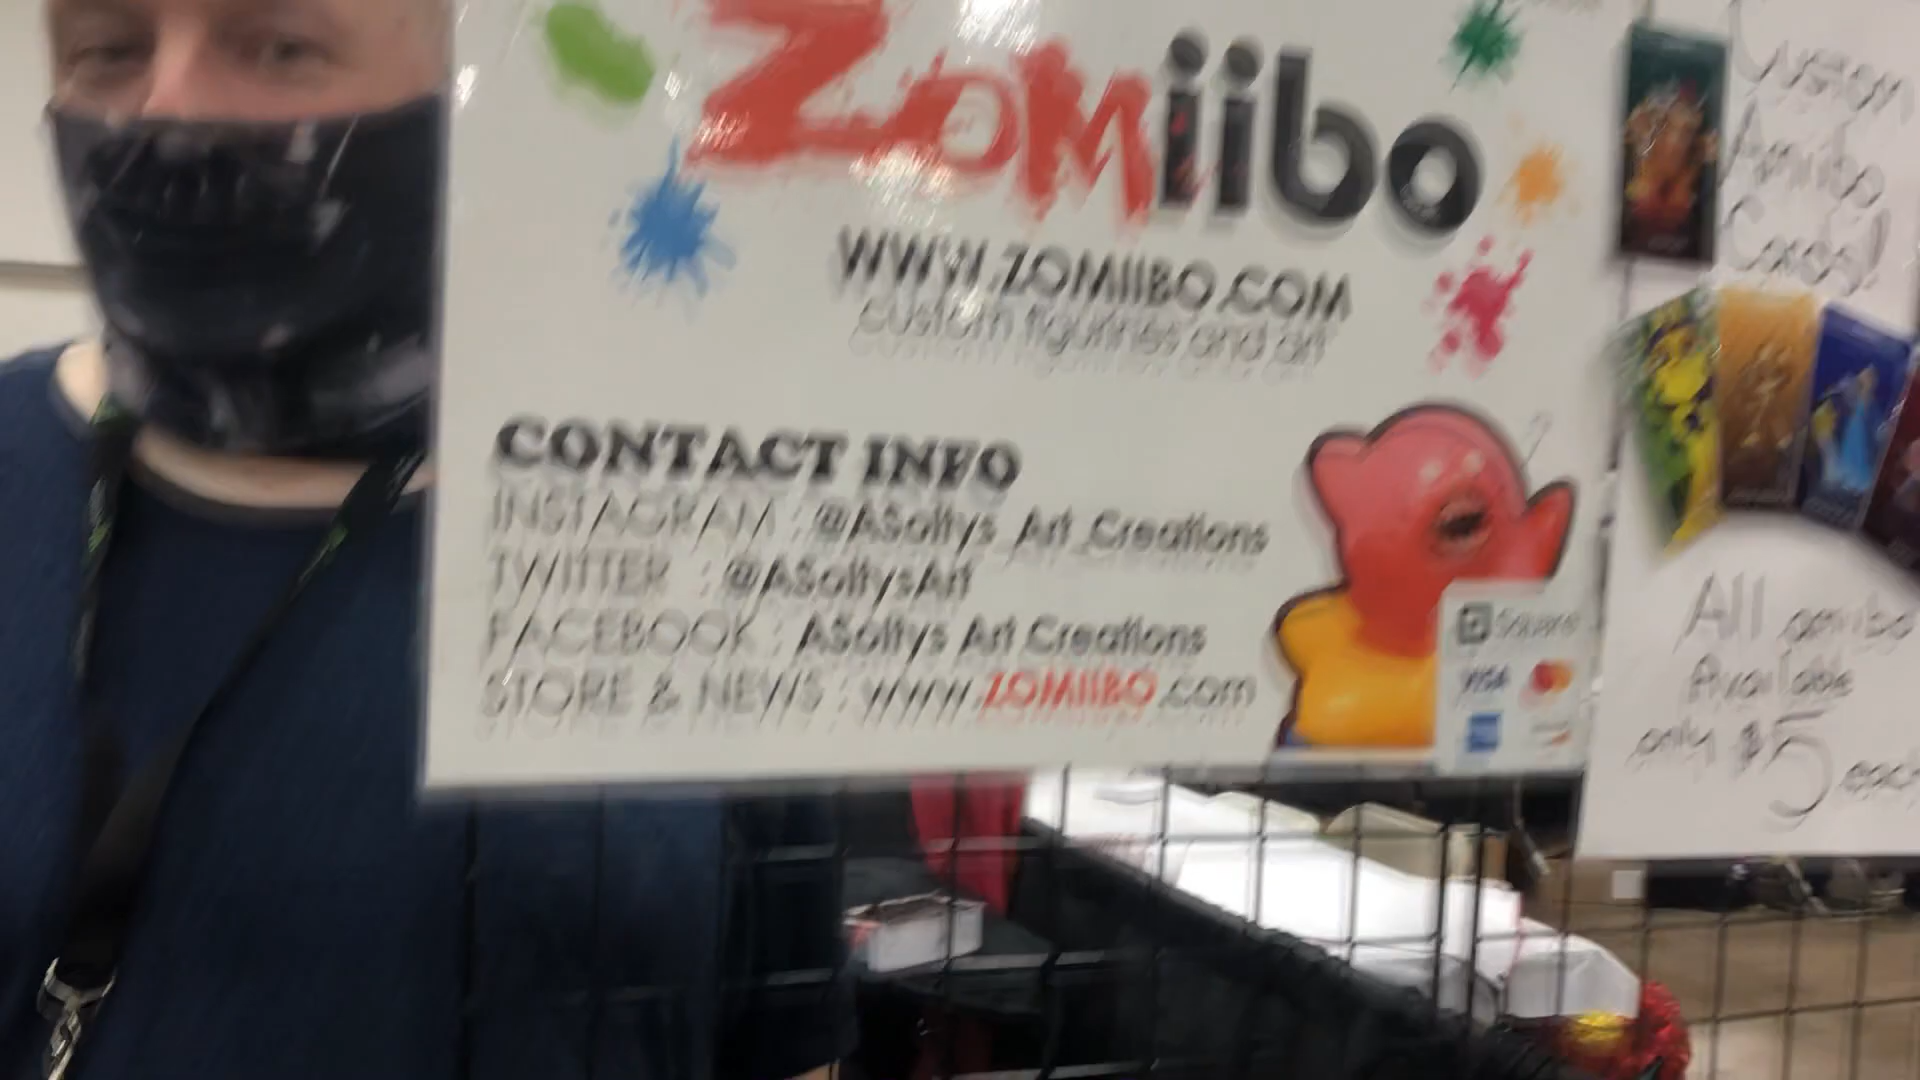 Zomiibo
WWW.ZOMIIBO.COM
custom figurines and art
CONTACT INFO
INSTAGRAM : @ASoltys_Art_Creations
TWITTER : @ASoltysArt
FACEBOOK : ASoltys Art Creations
STORE & NEWS : www.ZOMIIBO.com
Square
VISA
Custom
Amiibo
Cards!
All amiibo
Available
only $5 each